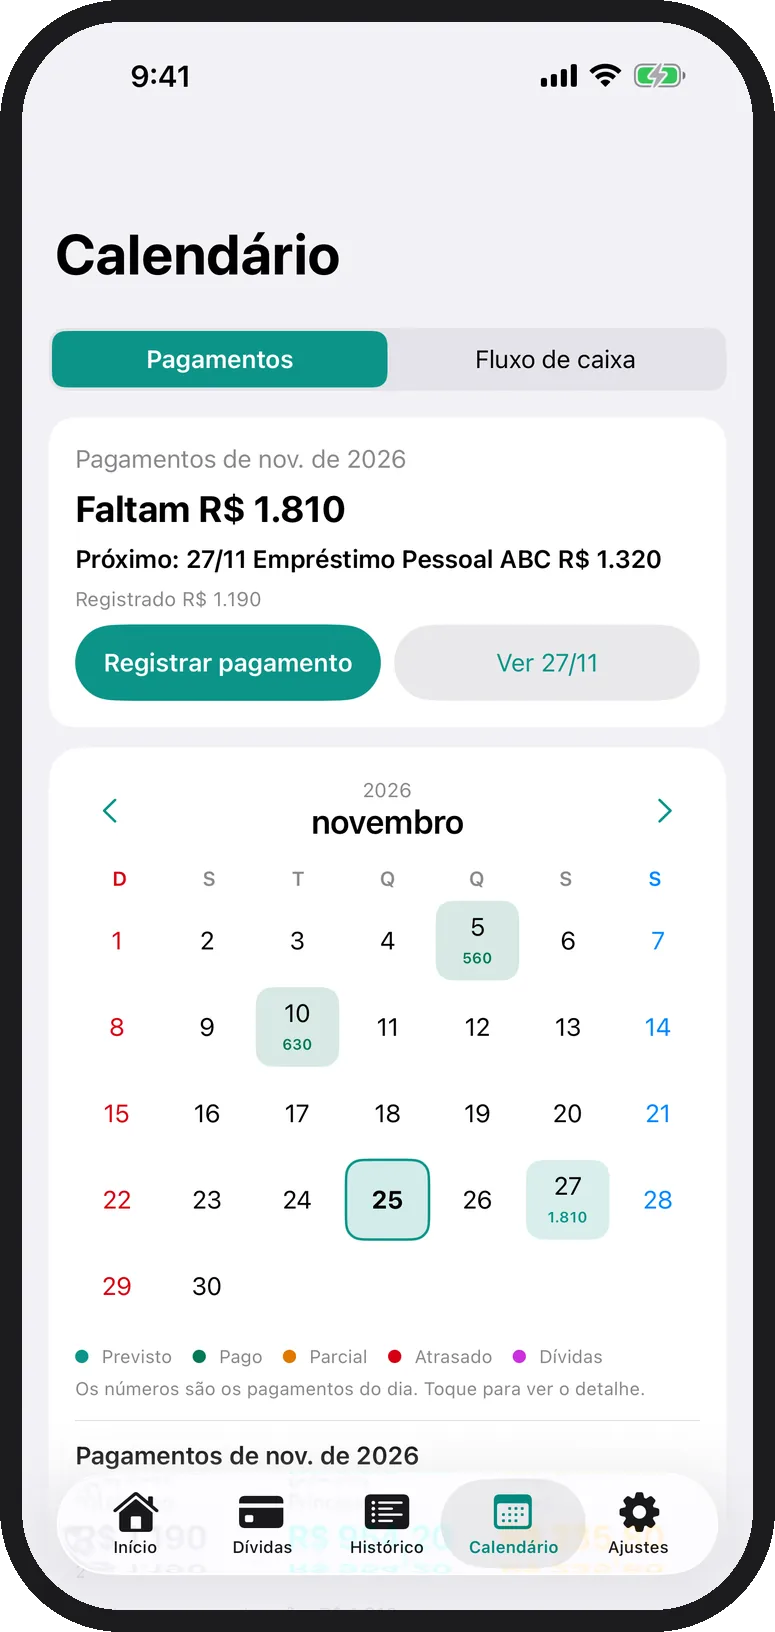 9:41
Calendário
Pagamentos Fluxo de caixa
Pagamentos de nov. de 2026
Faltam R$ 1.810
Próximo: 27/11 Empréstimo Pessoal ABC R$ 1.320
Registrado R$ 1.190
Registrar pagamento Ver 27/11
2026
novembro
D S T Q Q S S
1 2 3 4 5 6 7
560
8 9 10 11 12 13 14
630
15 16 17 18 19 20 21
22 23 24 25 26 27 28
1.810
29 30
Previsto Pago Parcial Atrasado Dívidas
Os números são os pagamentos do dia. Toque para ver o detalhe.
Pagamentos de nov. de 2026
Início Dívidas Histórico Calendário Ajustes